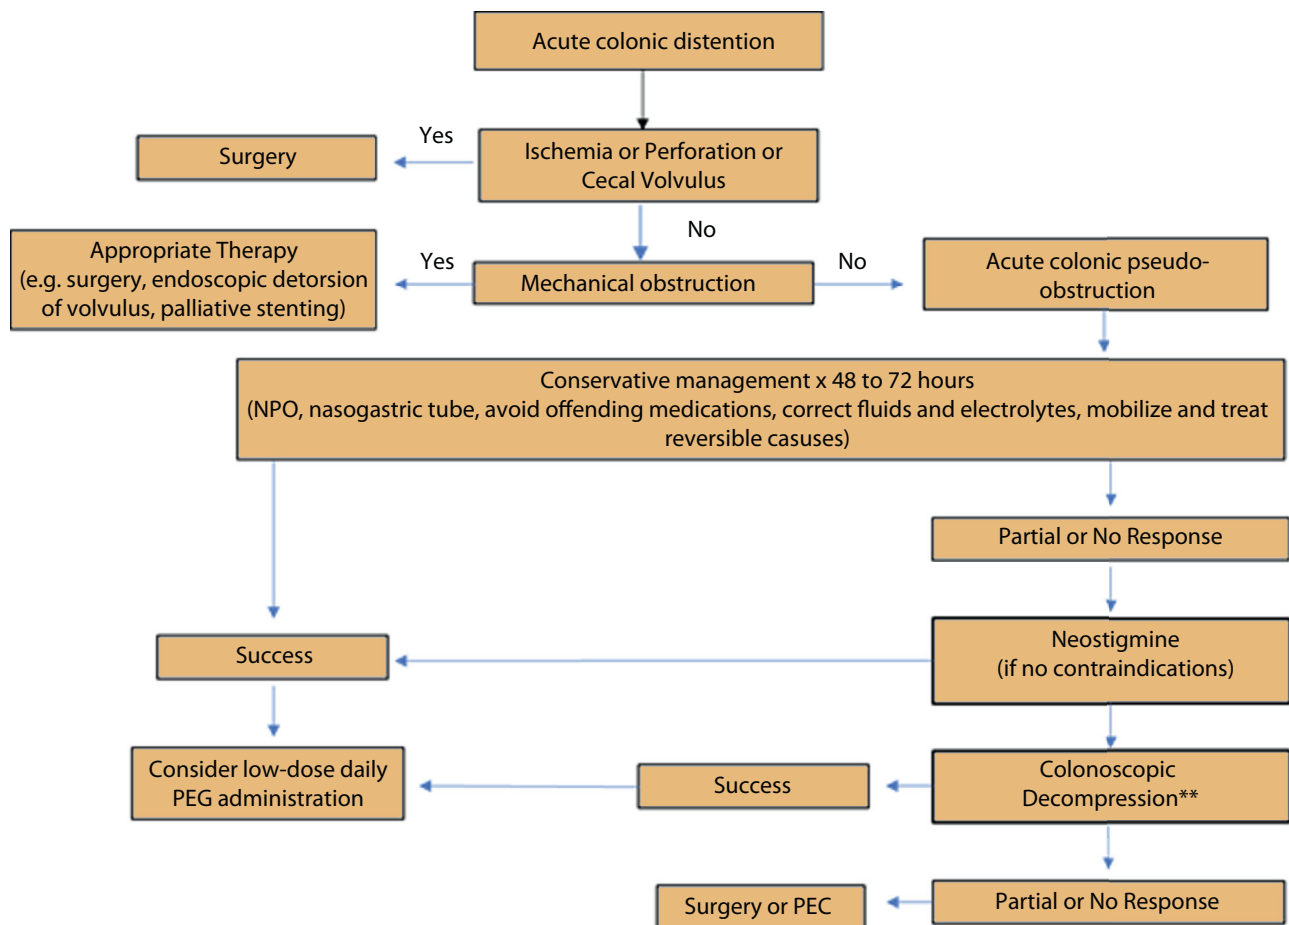 Acute colonic distention
Yes
Surgery
Ischemia or Perforation or
Cecal Volvulus
No
Appropriate Therapy
(e.g. surgery, endoscopic detorsion
of volvulus, palliative stenting)
Yes
Mechanical obstruction
No
Acute colonic pseudo-
obstruction
Conservative management x 48 to 72 hours
(NPO, nasogastric tube, avoid offending medications, correct fluids and electrolytes, mobilize and treat
reversible casuses)
Partial or No Response
Success
Neostigmine
(if no contraindications)
Consider low-dose daily
PEG administration
Success
Colonoscopic
Decompression**
Surgery or PEC
Partial or No Response